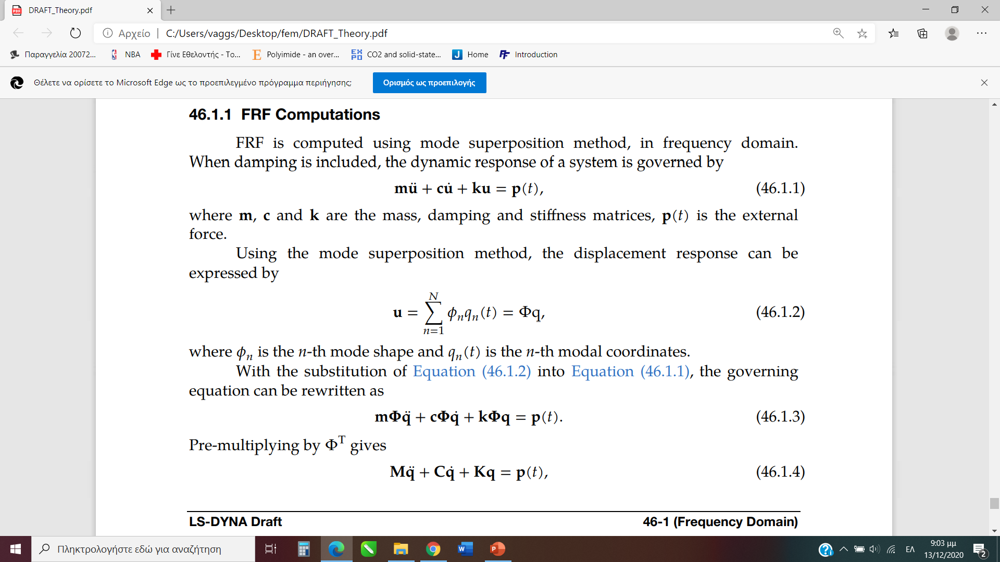 DRAFT_Theory.pdf
Αρχείο | C:/Users/vaggs/Desktop/fem/DRAFT_Theory.pdf
Παραγγελία 20072... NBA Γίνε Εθελοντής - Το... Polyimide - an over... CO2 and solid-state... Home Introduction
Θέλετε να ορίσετε το Microsoft Edge ως το προεπιλεγμένο πρόγραμμα περιήγησης; Ορισμός ως προεπιλογής
46.1.1 FRF Computations
FRF is computed using mode superposition method, in frequency domain.
When damping is included, the dynamic response of a system is governed by
mü + cu̇ + ku = p(t), (46.1.1)
where m, c and k are the mass, damping and stiffness matrices, p(t) is the external
force.
Using the mode superposition method, the displacement response can be
expressed by
u = ∑_{n=1}^{N} ϕₙqₙ(t) = Φq, (46.1.2)
where ϕₙ is the n-th mode shape and qₙ(t) is the n-th modal coordinates.
With the substitution of Equation (46.1.2) into Equation (46.1.1), the governing
equation can be rewritten as
mΦq̈ + cΦq̇ + kΦq = p(t). (46.1.3)
Pre-multiplying by Φᵀ gives
Mq̈ + Cq̇ + Kq = p(t), (46.1.4)
LS-DYNA Draft 46-1 (Frequency Domain)
Πληκτρολογήστε εδώ για αναζήτηση
ΕΛ
9:03 μμ
13/12/2020
2